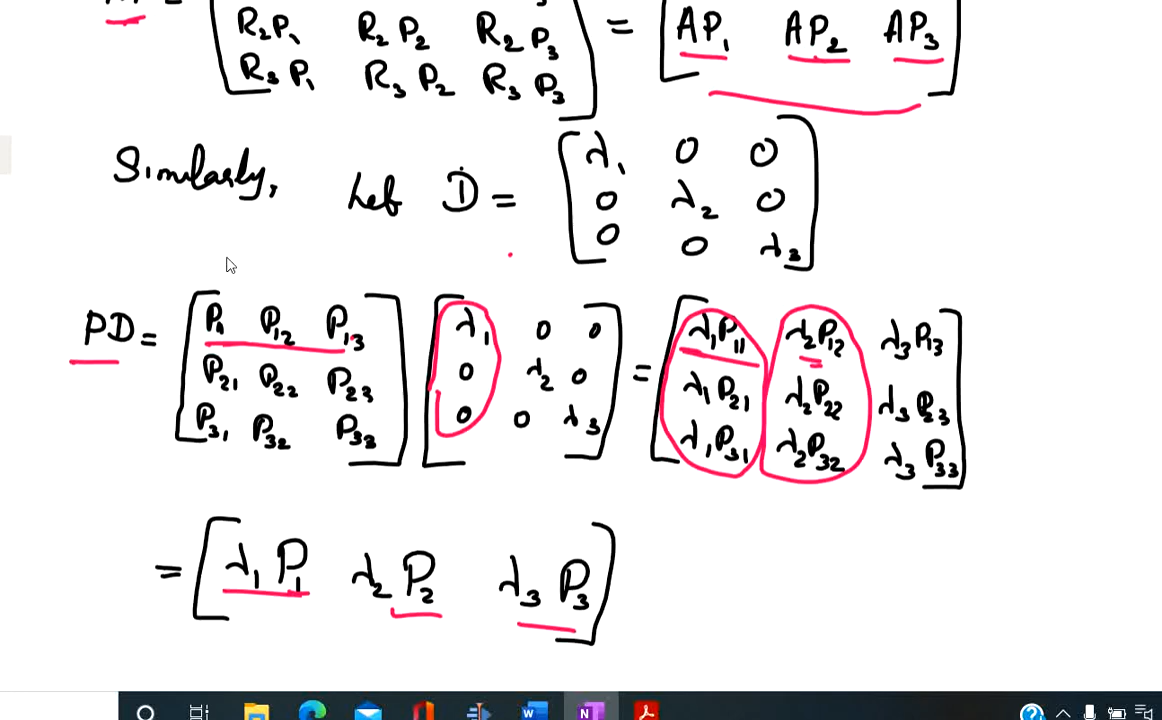 R₂P₁ R₂P₂ R₂P₃ = [AP₁ AP₂ AP₃]
R₃P₁ R₃P₂ R₃P₃
Similarly, Let D = [λ₁ 0 0
0 λ₂ 0
0 0 λ₃]
PD = [P₁ P₁₂ P₁₃ [λ₁ 0 0 = [λ₁P₁₁ λ₂P₁₂ λ₃P₁₃
P₂₁ P₂₂ P₂₃ 0 λ₂ 0 λ₁P₂₁ λ₂P₂₂ λ₃P₂₃
P₃₁ P₃₂ P₃₃] 0 0 λ₃] λ₁P₃₁ λ₂P₃₂ λ₃P₃₃]
= [λ₁P₁ λ₂P₂ λ₃P₃]